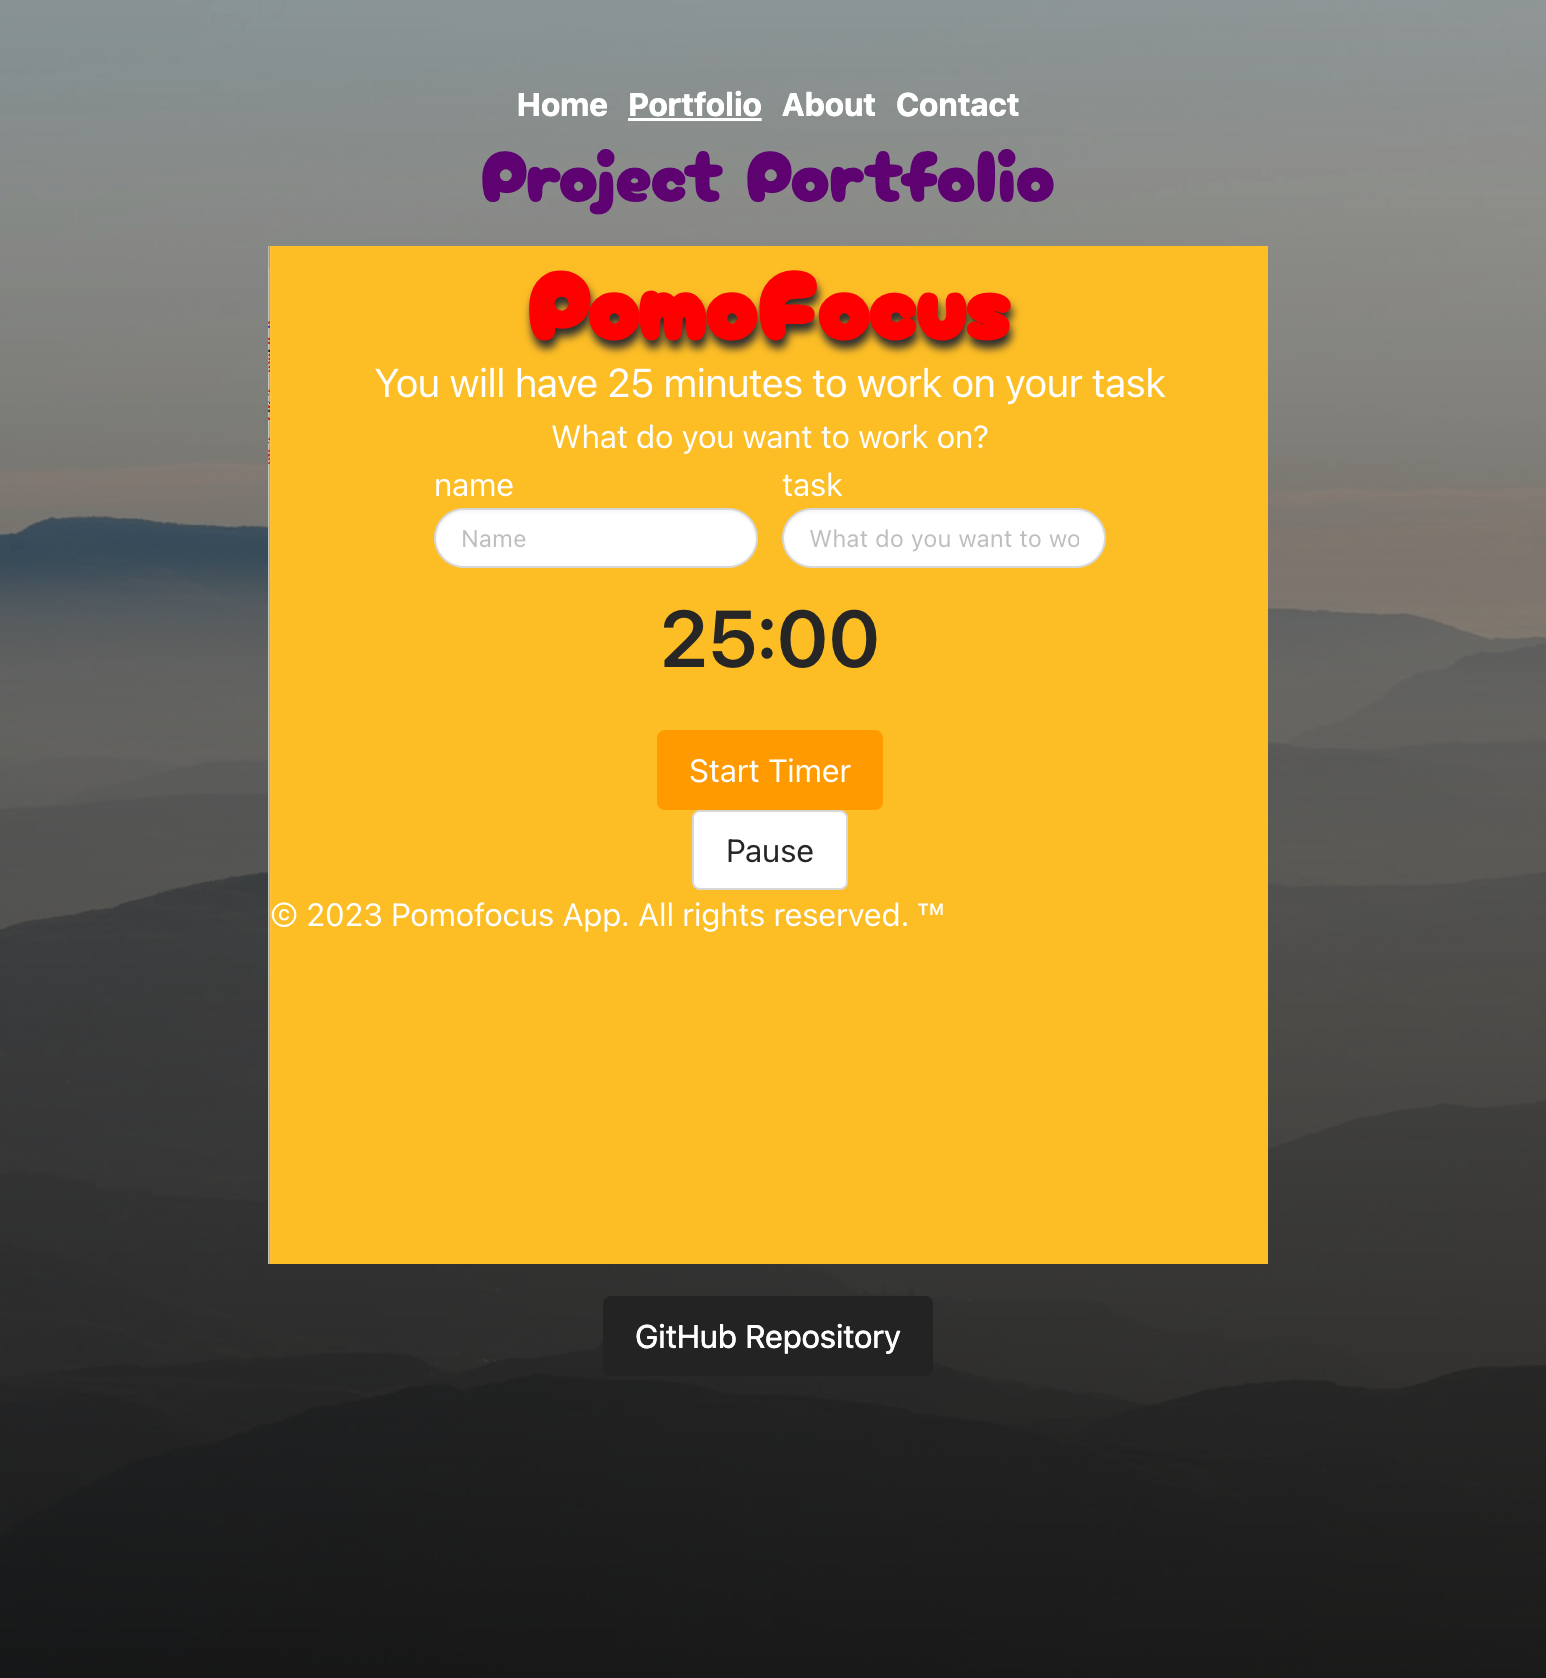 Home Portfolio About Contact
Project Portfolio
PomoFocus
You will have 25 minutes to work on your task
What do you want to work on?
name task
Name What do you want to wo
25:00
Start Timer
Pause
© 2023 Pomofocus App. All rights reserved. ™
GitHub Repository